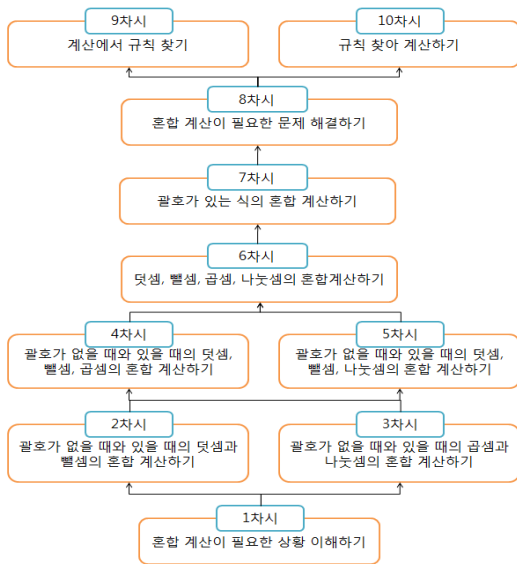 9차시
계산에서 규칙 찾기
10차시
규칙 찾아 계산하기
8차시
혼합 계산이 필요한 문제 해결하기
7차시
괄호가 있는 식의 혼합 계산하기
6차시
덧셈, 뺄셈, 곱셈, 나눗셈의 혼합계산하기
4차시
괄호가 없을 때와 있을 때의 덧셈,
뺄셈, 곱셈의 혼합 계산하기
5차시
괄호가 없을 때와 있을 때의 덧셈,
뺄셈, 나눗셈의 혼합 계산하기
2차시
괄호가 없을 때와 있을 때의 덧셈과
뺄셈의 혼합 계산하기
3차시
괄호가 없을 때와 있을 때의 곱셈과
나눗셈의 혼합 계산하기
1차시
혼합 계산이 필요한 상황 이해하기